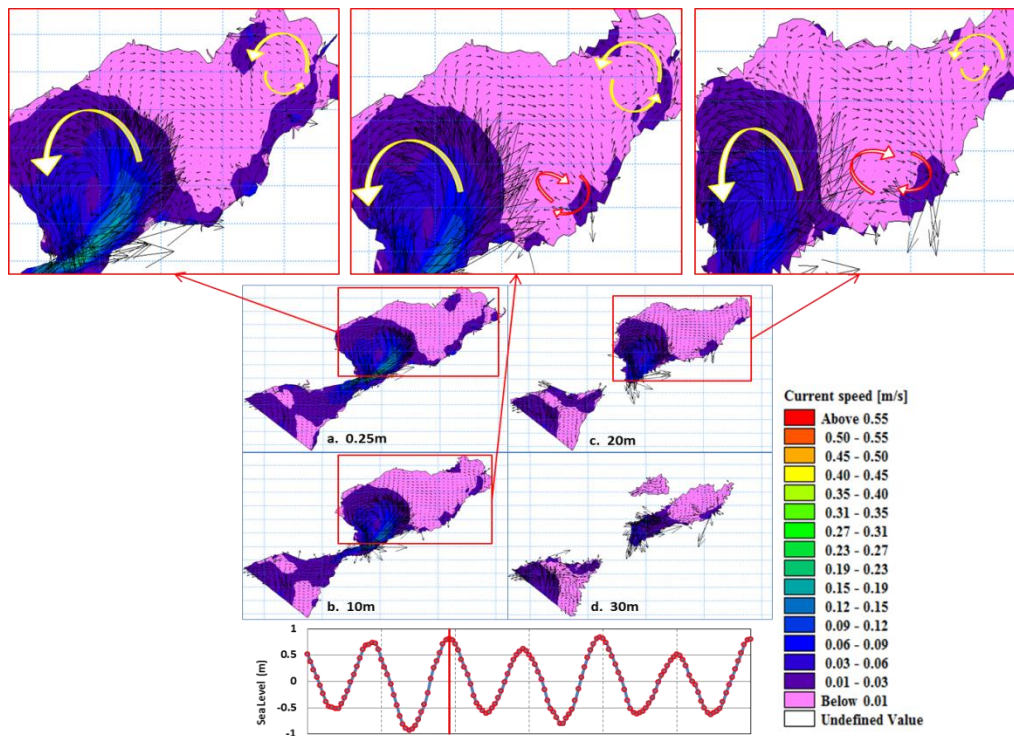 a. 0.25m
c. 20m
b. 10m
d. 30m
Current speed [m/s]
Above 0.55
0.50 - 0.55
0.45 - 0.50
0.40 - 0.45
0.35 - 0.40
0.31 - 0.35
0.27 - 0.31
0.23 - 0.27
0.19 - 0.23
0.15 - 0.19
0.12 - 0.15
0.09 - 0.12
0.06 - 0.09
0.03 - 0.06
0.01 - 0.03
Below 0.01
Undefined Value
Sea Level (m)
1
0.5
0
-0.5
-1